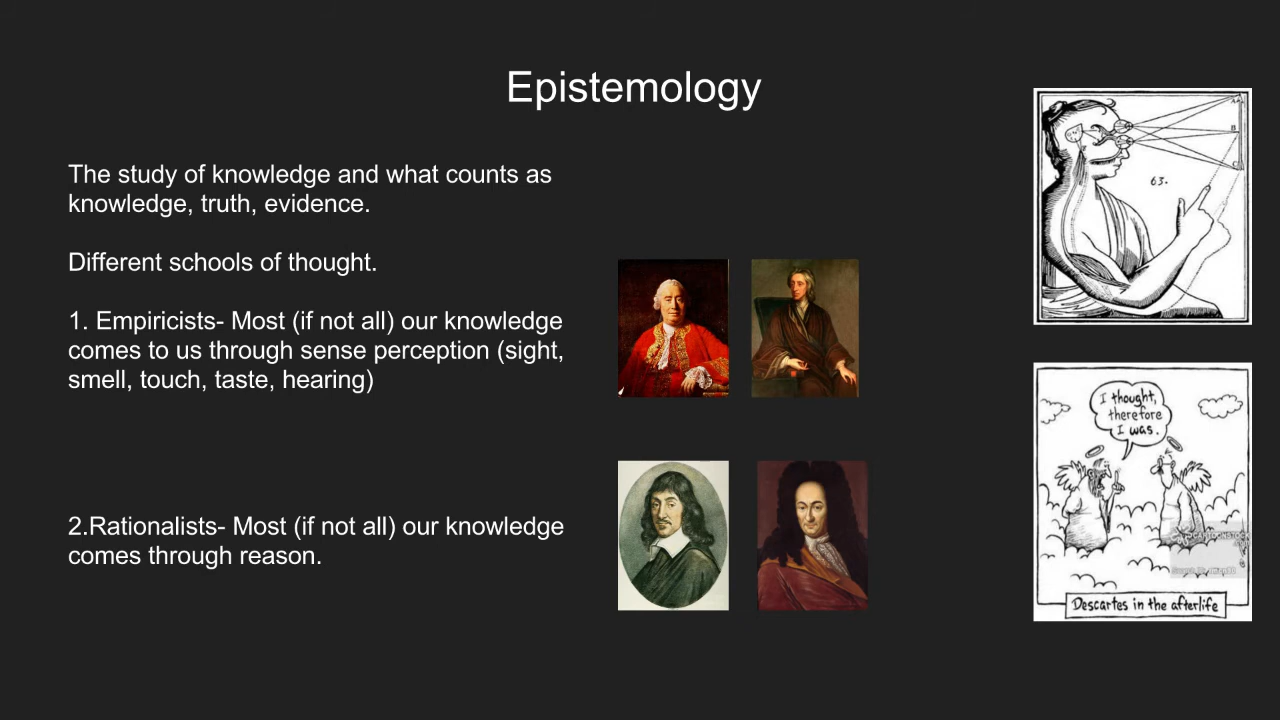 Epistemology
The study of knowledge and what counts as
knowledge, truth, evidence.
Different schools of thought.
1. Empiricists- Most (if not all) our knowledge
comes to us through sense perception (sight,
smell, touch, taste, hearing)
2.Rationalists- Most (if not all) our knowledge
comes through reason.
63.
I thought,
therefore
I was.
CARTOONSTOCK
Descartes in the afterlife